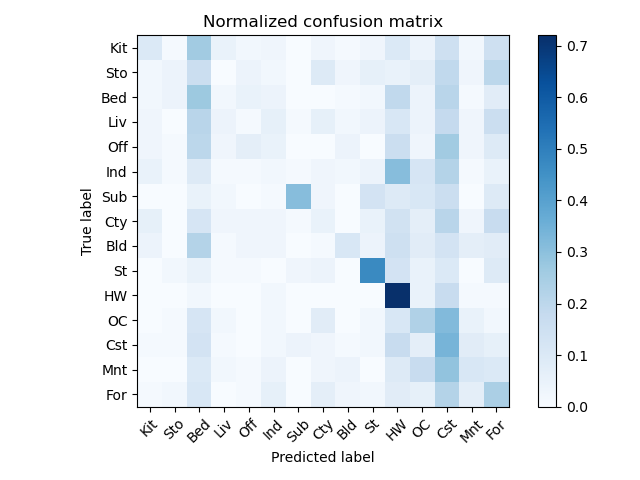 Normalized confusion matrix
True label
Kit
Sto
Bed
Liv
Off
Ind
Sub
Cty
Bld
St
HW
OC
Cst
Mnt
For
Kit Sto Bed Liv Off Ind Sub Cty Bld St HW OC Cst Mnt For
Predicted label
0.7
0.6
0.5
0.4
0.3
0.2
0.1
0.0